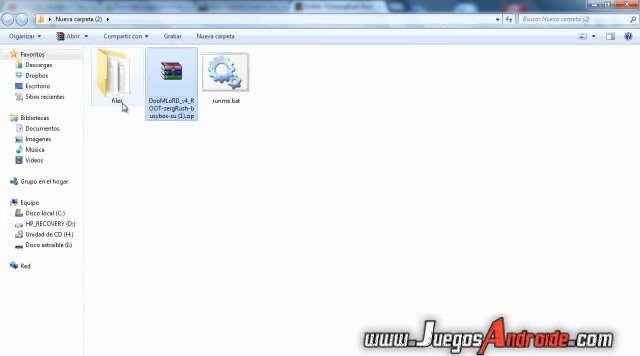 Nueva carpeta (2)
Buscar Nueva carpeta (2)
Organizar
Abrir
Compartir con
Grabar
Nueva carpeta
Favoritos
Descargas
Dropbox
Escritorio
Sitios recientes
Bibliotecas
Documentos
Imágenes
Música
Vídeos
Grupo en el hogar
Equipo
Disco local (C:)
HP_RECOVERY (D:)
Unidad de CD (H:)
Disco extraíble (I:)
Red
files
DooMLoRD_v4_R
OOT-zergRush-b
usybox-su (1).zip
runme.bat
www.JuegosAndroide.com